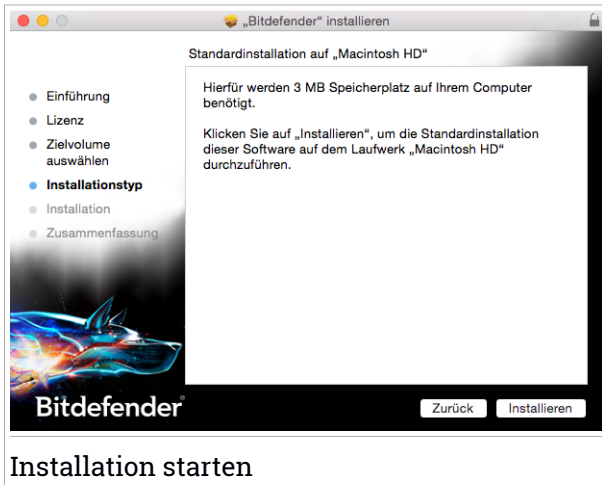 „Bitdefender“ installieren
Standardinstallation auf „Macintosh HD“
Einführung
Lizenz
Zielvolume
auswählen
Installationstyp
Installation
Zusammenfassung
Hierfür werden 3 MB Speicherplatz auf Ihrem Computer
benötigt.
Klicken Sie auf „Installieren“, um die Standardinstallation
dieser Software auf dem Laufwerk „Macintosh HD“
durchzuführen.
Bitdefender®
Zurück
Installieren
Installation starten